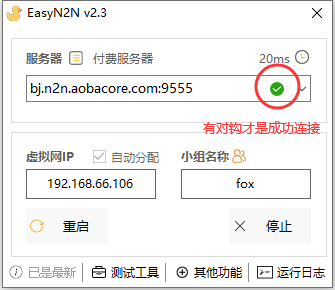 EasyN2N v2.3
服务器 付费服务器 20ms
bj.n2n.aobacore.com:9555
有对钩才是成功连接
虚拟网IP 自动分配 小组名称
192.168.66.106 fox
重启 停止
已是最新 测试工具 其他功能 运行日志